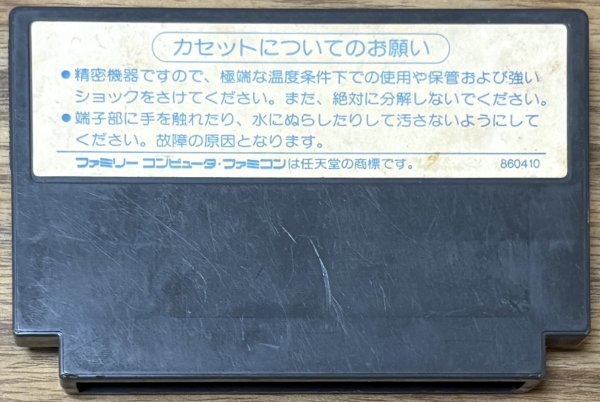 カセットについてのお願い
●精密機器ですので、極端な温度条件下での使用や保管および強い
ショックをさけてください。また、絶対に分解しないでください。
●端子部に手を触れたり、水にぬらしたりして汚さないようにして
ください。故障の原因となります。
ファミリー コンピュータ・ファミコンは任天堂の商標です。 860410